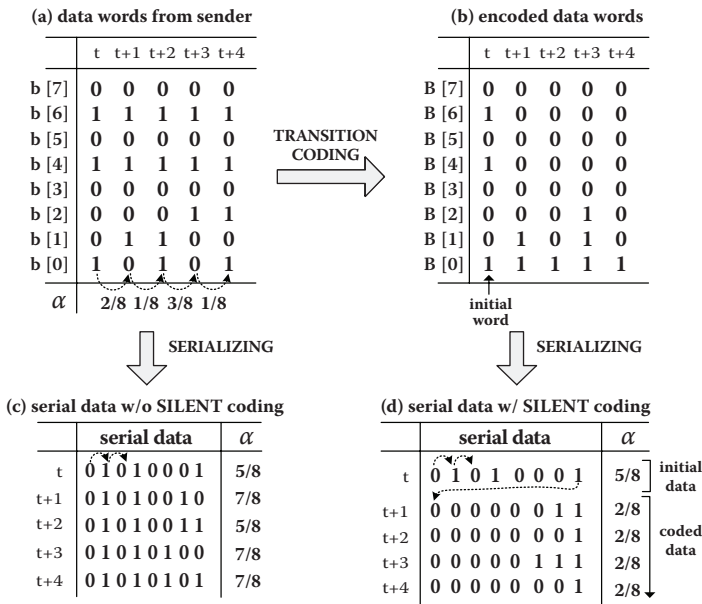 (a) data words from sender
t t+1 t+2 t+3 t+4
b [7] 0 0 0 0 0
b [6] 1 1 1 1 1
b [5] 0 0 0 0 0
b [4] 1 1 1 1 1
b [3] 0 0 0 0 0
b [2] 0 0 0 1 1
b [1] 0 1 1 0 0
b [0] 1 0 1 0 1
α 2/8 1/8 3/8 1/8
TRANSITION
CODING
(b) encoded data words
t t+1 t+2 t+3 t+4
B [7] 0 0 0 0 0
B [6] 1 0 0 0 0
B [5] 0 0 0 0 0
B [4] 1 0 0 0 0
B [3] 0 0 0 0 0
B [2] 0 0 0 1 0
B [1] 0 1 0 1 0
B [0] 1 1 1 1 1
initial
word
SERIALIZING
SERIALIZING
(c) serial data w/o SILENT coding
serial data α
t 0 1 0 1 0 0 0 1 5/8
t+1 0 1 0 1 0 0 1 0 7/8
t+2 0 1 0 1 0 0 1 1 5/8
t+3 0 1 0 1 0 1 0 0 7/8
t+4 0 1 0 1 0 1 0 1 7/8
(d) serial data w/ SILENT coding
serial data α
t 0 1 0 1 0 0 0 1 5/8
initial
data
t+1 0 0 0 0 0 0 1 1 2/8
t+2 0 0 0 0 0 0 0 1 2/8
t+3 0 0 0 0 0 1 1 1 2/8
t+4 0 0 0 0 0 0 0 1 2/8
coded
data